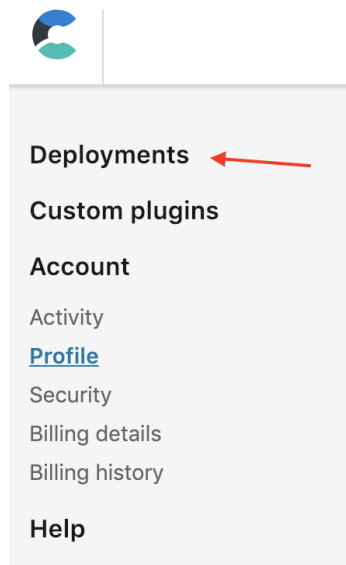 Deployments
Custom plugins
Account
Activity
Profile
Security
Billing details
Billing history
Help